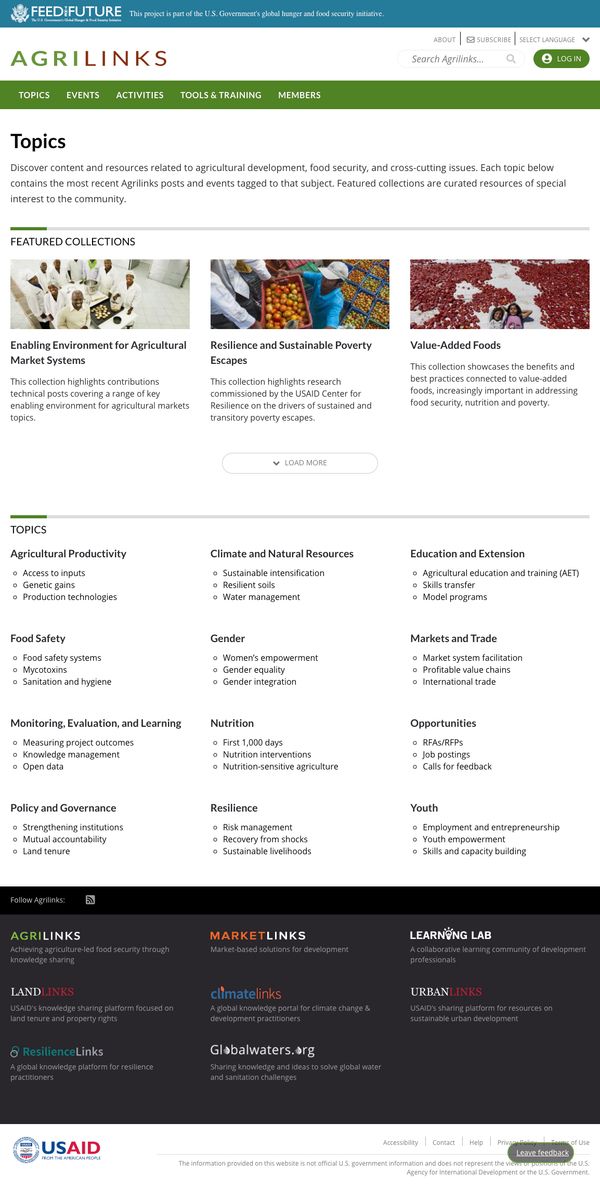 FEED THE FUTURE
The U.S. Government's Global Hunger & Food Security Initiative
This project is part of the U.S. Government's global hunger and food security initiative.
ABOUT
SUBSCRIBE
SELECT LANGUAGE
AGRILINKS
Search Agrilinks...
LOG IN
TOPICS
EVENTS
ACTIVITIES
TOOLS & TRAINING
MEMBERS
Topics
Discover content and resources related to agricultural development, food security, and cross-cutting issues. Each topic below
contains the most recent Agrilinks posts and events tagged to that subject. Featured collections are curated resources of special
interest to the community.
FEATURED COLLECTIONS
Enabling Environment for Agricultural
Market Systems
This collection highlights contributions
technical posts covering a range of key
enabling environment for agricultural markets
topics.
Resilience and Sustainable Poverty
Escapes
This collection highlights research
commissioned by the USAID Center for
Resilience on the drivers of sustained and
transitory poverty escapes.
Value-Added Foods
This collection showcases the benefits and
best practices connected to value-added
foods, increasingly important in addressing
food security, nutrition and poverty.
LOAD MORE
TOPICS
Agricultural Productivity
Access to inputs
Genetic gains
Production technologies
Climate and Natural Resources
Sustainable intensification
Resilient soils
Water management
Education and Extension
Agricultural education and training (AET)
Skills transfer
Model programs
Food Safety
Food safety systems
Mycotoxins
Sanitation and hygiene
Gender
Women's empowerment
Gender equality
Gender integration
Markets and Trade
Market system facilitation
Profitable value chains
International trade
Monitoring, Evaluation, and Learning
Measuring project outcomes
Knowledge management
Open data
Nutrition
First 1,000 days
Nutrition interventions
Nutrition-sensitive agriculture
Opportunities
RFAs/RFPs
Job postings
Calls for feedback
Policy and Governance
Strengthening institutions
Mutual accountability
Land tenure
Resilience
Risk management
Recovery from shocks
Sustainable livelihoods
Youth
Employment and entrepreneurship
Youth empowerment
Skills and capacity building
Follow Agrilinks:
AGRILINKS
Achieving agriculture-led food security through
knowledge sharing
MARKETLINKS
Market-based solutions for development
LEARNING LAB
A collaborative learning community of development
professionals
LANDLINKS
USAID's knowledge sharing platform focused on
land tenure and property rights
climatelinks
A global knowledge portal for climate change &
development practitioners
URBANLINKS
USAID's sharing platform for resources on
sustainable urban development
ResilienceLinks
A global knowledge platform for resilience
practitioners
Globalwaters.org
Sharing knowledge and ideas to solve global water
and sanitation challenges
USAID
FROM THE AMERICAN PEOPLE
Accessibility
Contact
Help
Privacy Policy
Terms of Use
Leave feedback
The information provided on this website is not official U.S. government information and does not represent the views or positions of the U.S.
Agency for International Development or the U.S. Government.